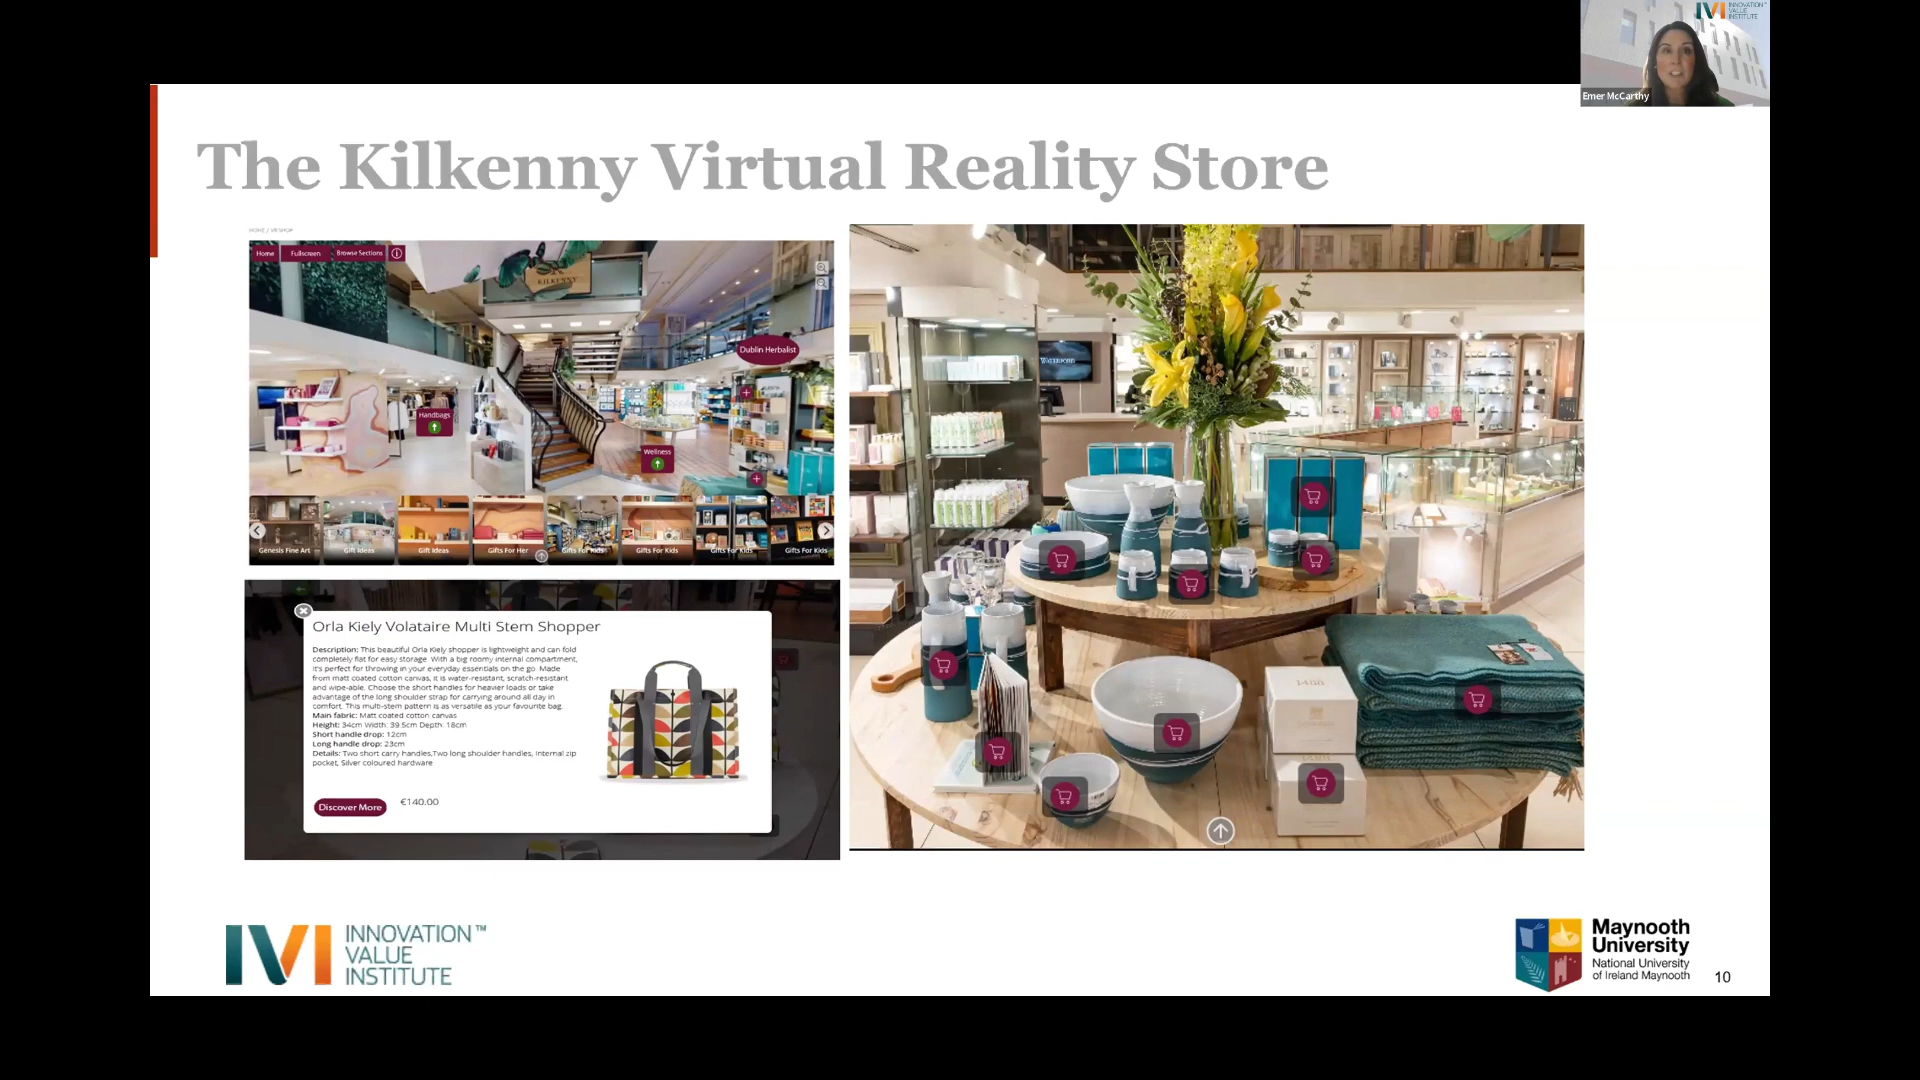 INNOVATION
VALUE
INSTITUTE
Emer McCarthy
The Kilkenny Virtual Reality Store
HOME / VR SHOP
Home
Fullscreen
Browse Sections
KILKENNY
Dublin Herbalist
Handbags
Wellness
Genesis Fine Art
Gift Ideas
Gift Ideas
Gifts For Her
Gifts For Kids
Gifts For Kids
Gifts For Kids
Gifts For Kids
WATERFORD
Orla Kiely Volataire Multi Stem Shopper
Description: This beautiful Orla Kiely shopper is lightweight and can fold
completely flat for easy storage. With a big roomy internal compartment,
it's perfect for throwing in your everyday essentials on the go. Made
from matt coated cotton canvas, it is water-resistant, scratch-resistant
and wipe-able. Choose the short handles for heavier loads or take
advantage of the long shoulder strap for carrying around all day in
comfort. This multi-stem pattern is as versatile as your favourite bag.
Main fabric: Matt coated cotton canvas
Height: 34cm Width: 39.5cm Depth: 18cm
Short handle drop: 12cm
Long handle drop: 23cm
Details: Two short carry handles,Two long shoulder handles, Internal zip
pocket, Silver coloured hardware
Discover More
€140.00
IVI INNOVATION™
VALUE
INSTITUTE
Maynooth
University
National University
of Ireland Maynooth
10